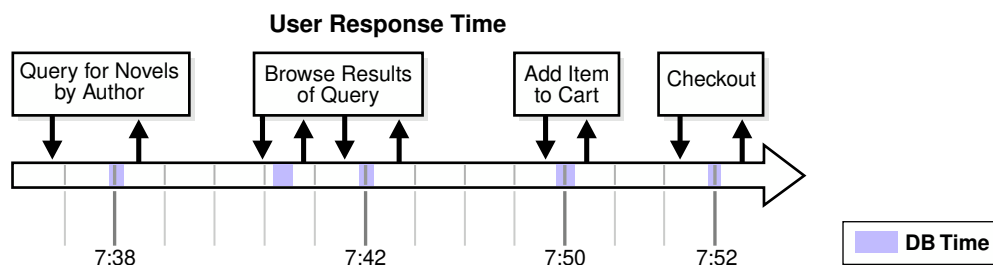 User Response Time
Query for Novels
by Author
Browse Results
of Query
Add Item
to Cart
Checkout
7:38
7:42
7:50
7:52
DB Time